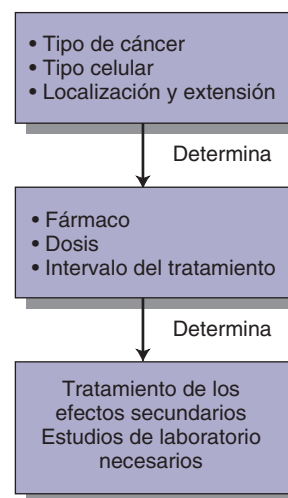 • Tipo de cáncer
• Tipo celular
• Localización y extensión
Determina
• Fármaco
• Dosis
• Intervalo del tratamiento
Determina
Tratamiento de los
efectos secundarios
Estudios de laboratorio
necesarios